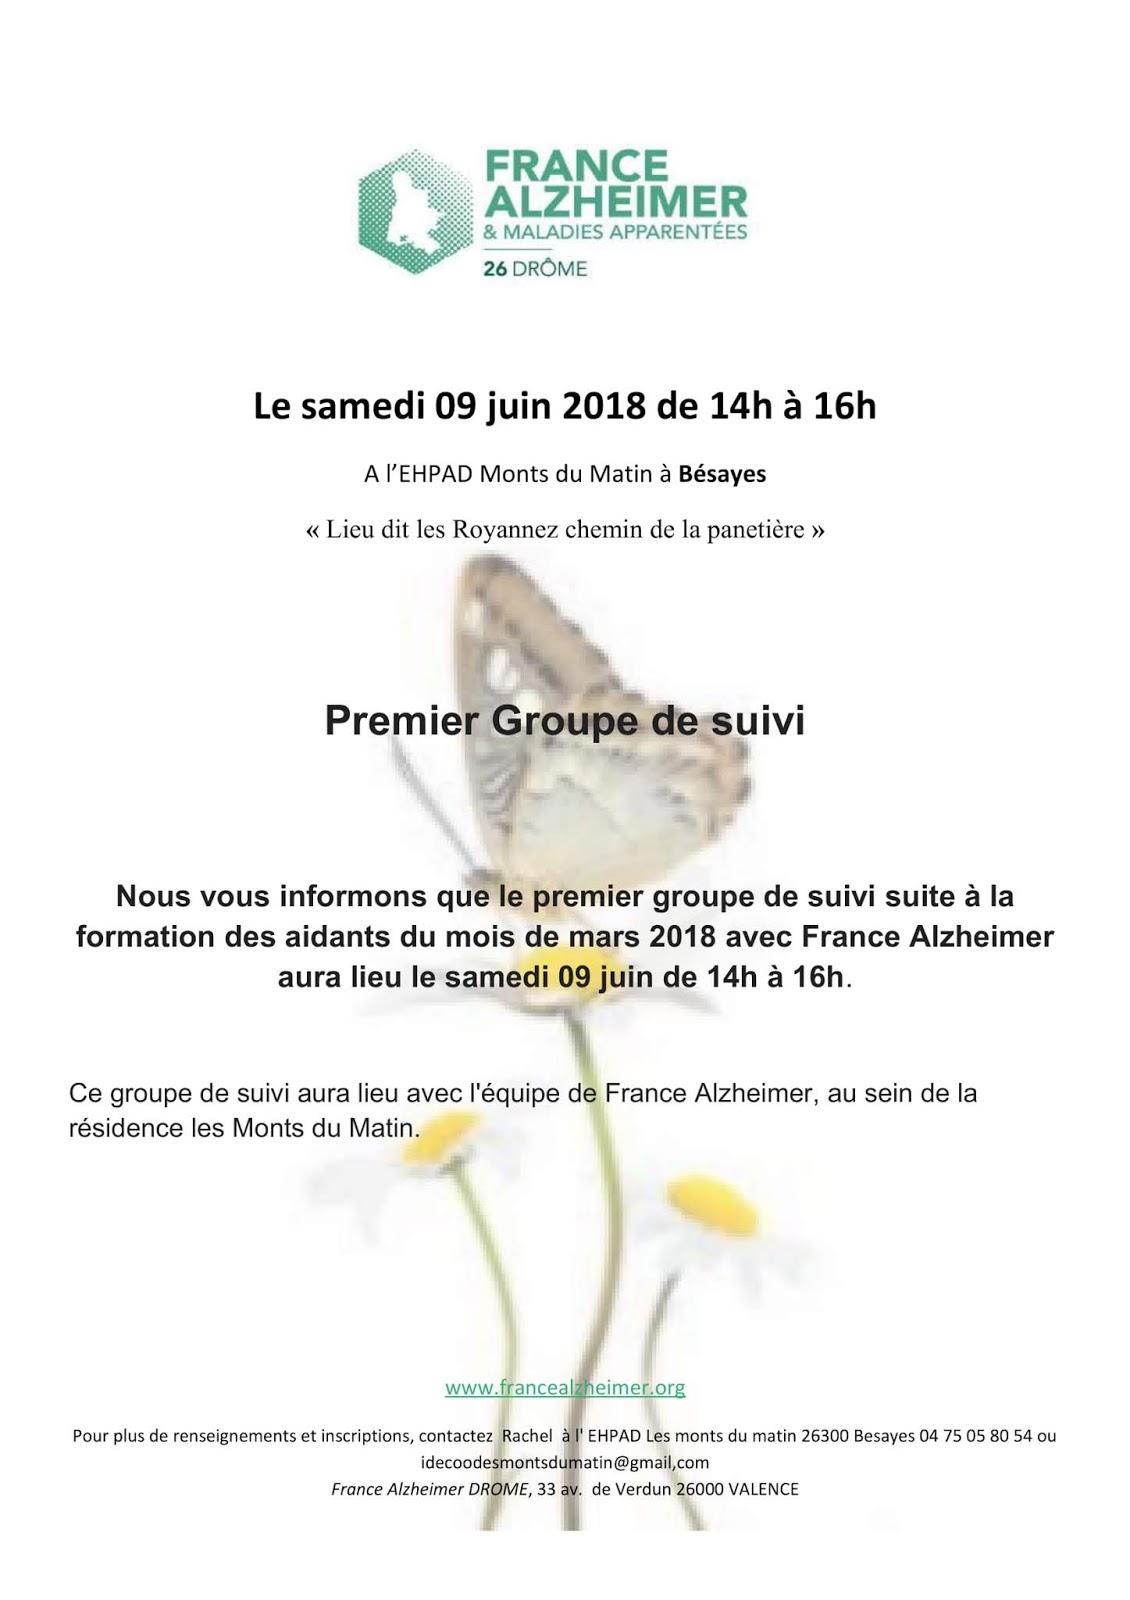 FRANCE
ALZHEIMER
& MALADIES APPARENTÉES
26 DRÔME
Le samedi 09 juin 2018 de 14h à 16h
A l’EHPAD Monts du Matin à Bésayes
« Lieu dit les Royannez chemin de la panetière »
Premier Groupe de suivi
Nous vous informons que le premier groupe de suivi suite à la
formation des aidants du mois de mars 2018 avec France Alzheimer
aura lieu le samedi 09 juin de 14h à 16h.
Ce groupe de suivi aura lieu avec l'équipe de France Alzheimer, au sein de la
résidence les Monts du Matin.
www.francealzheimer.org
Pour plus de renseignements et inscriptions, contactez Rachel à l' EHPAD Les monts du matin 26300 Besayes 04 75 05 80 54 ou
idecoodesmontsdumatin@gmail,com
France Alzheimer DROME, 33 av. de Verdun 26000 VALENCE